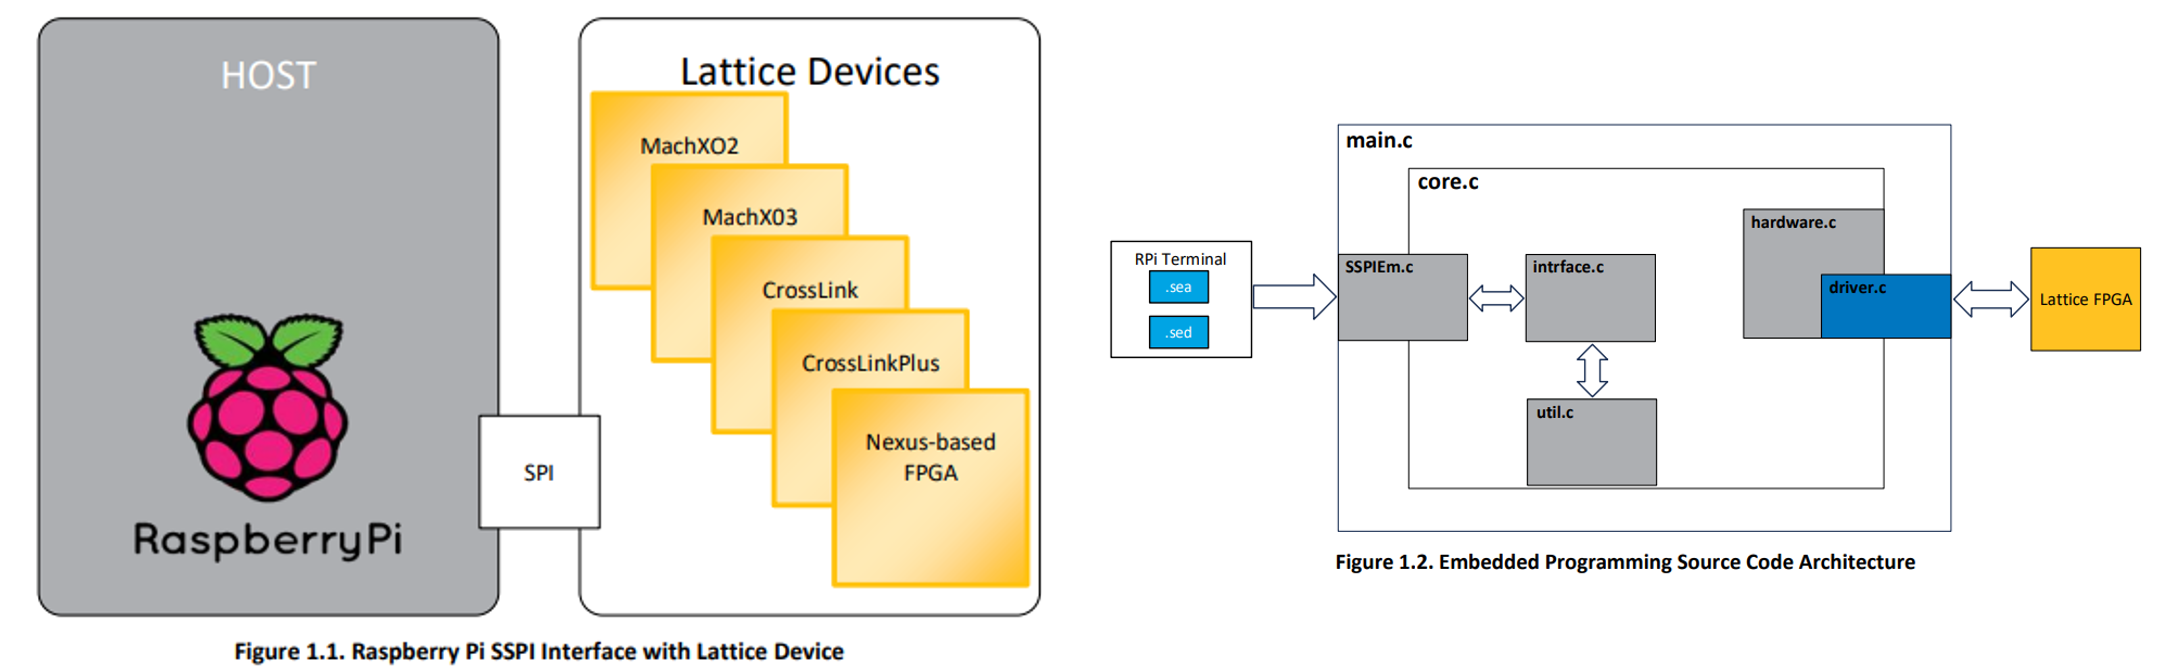 HOST
RaspberryPi
SPI
Lattice Devices
MachXO2
MachX03
CrossLink
CrossLinkPlus
Nexus-based
FPGA
Figure 1.1. Raspberry Pi SSPI Interface with Lattice Device
RPi Terminal
.sea
.sed
main.c
core.c
SSPIEm.c
intrface.c
util.c
hardware.c
driver.c
Lattice FPGA
Figure 1.2. Embedded Programming Source Code Architecture